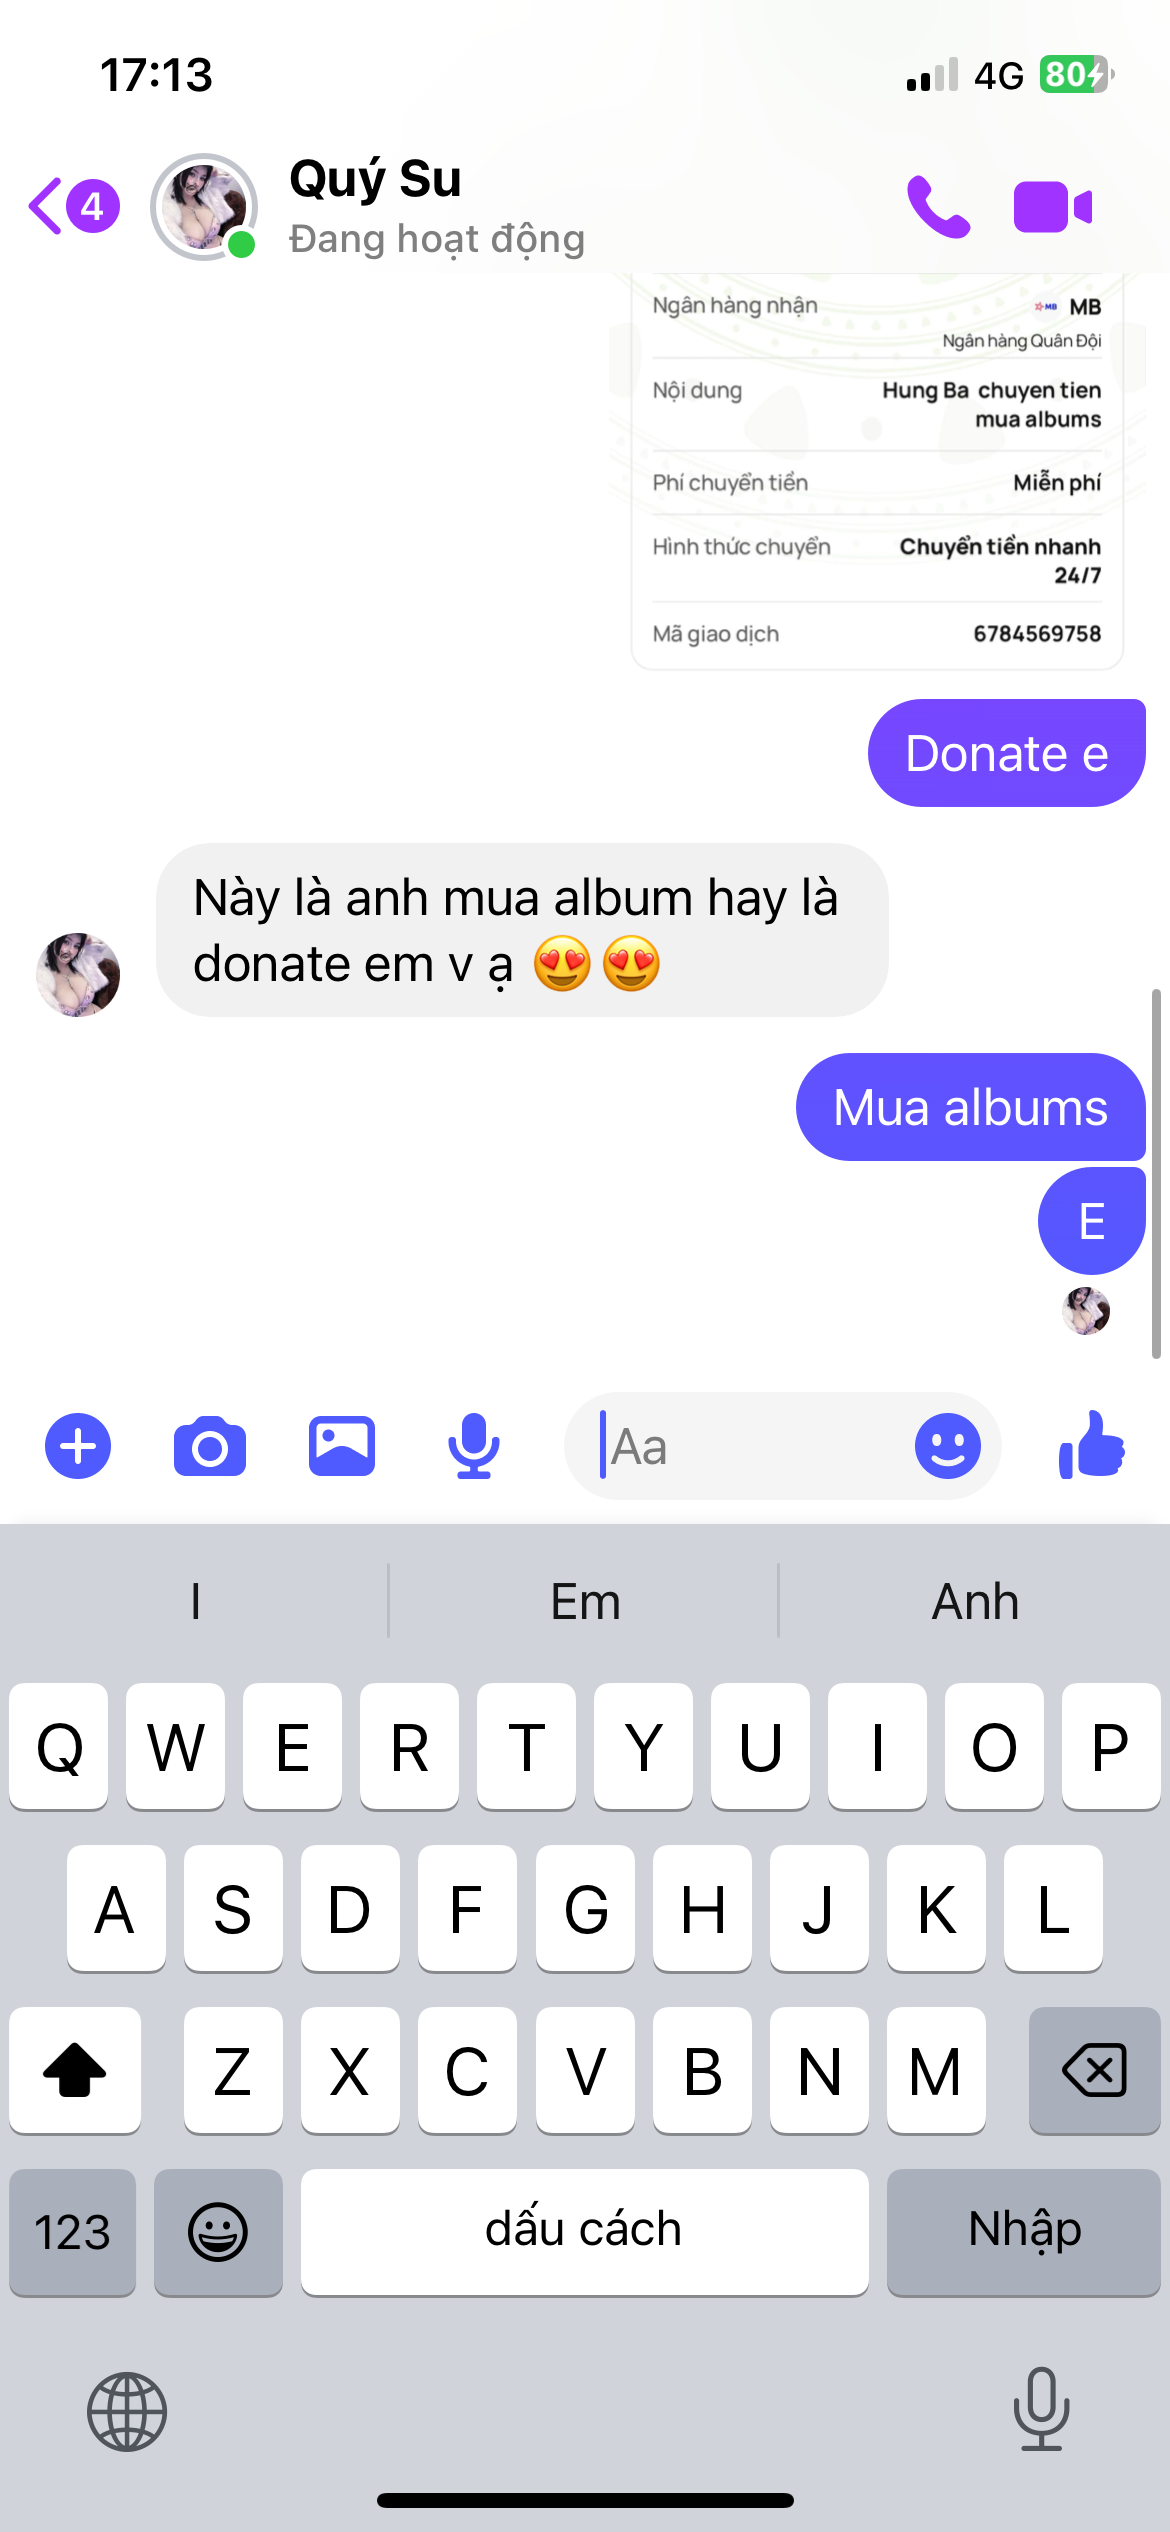 17:13
4G 80
4
Quý Su
Đang hoạt động
Ngân hàng nhận MB MB
Ngân hàng Quân Đội
Nội dung Hung Ba chuyen tien
mua albums
Phí chuyển tiền Miễn phí
Hình thức chuyển Chuyển tiền nhanh
24/7
Mã giao dịch 6784569758
Donate e
Này là anh mua album hay là
donate em v ạ 😍😍
Mua albums
E
Aa
I Em Anh
Q W E R T Y U I O P
A S D F G H J K L
Z X C V B N M
123 dấu cách Nhập